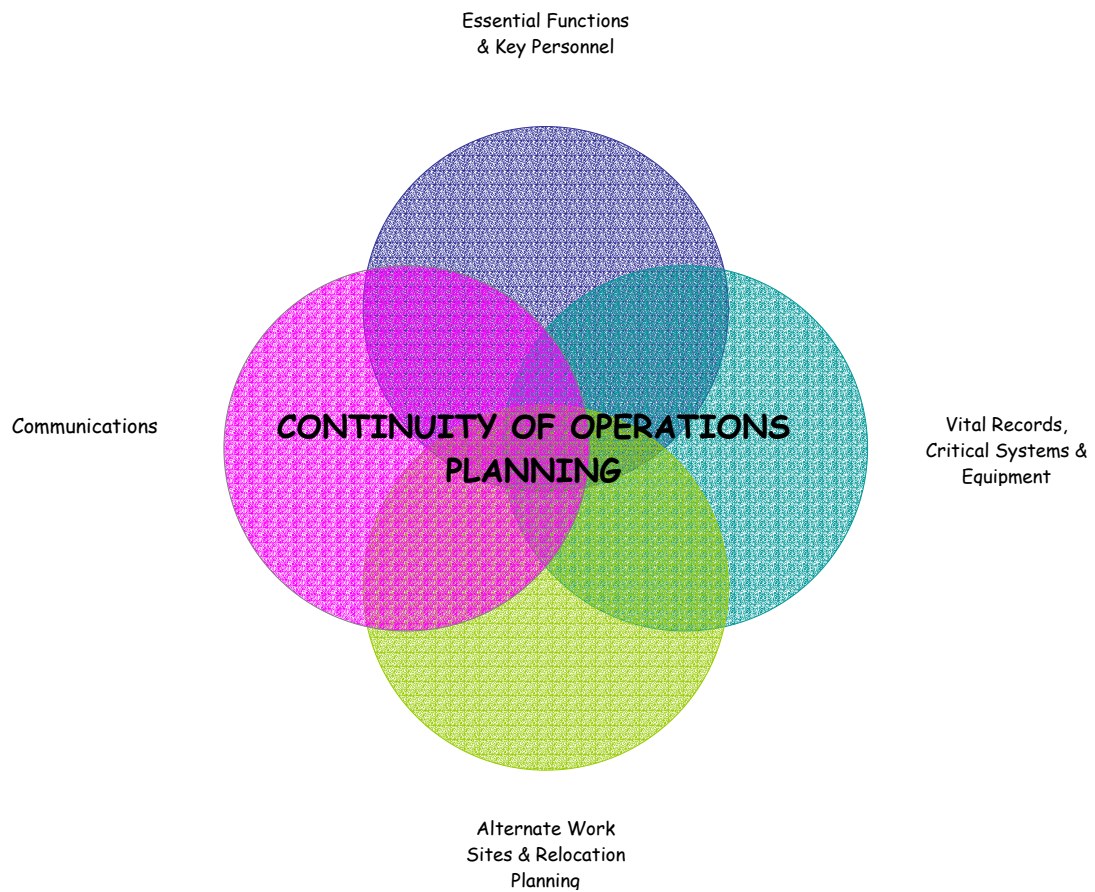 Essential Functions
& Key Personnel
Communications
CONTINUITY OF OPERATIONS
PLANNING
Vital Records,
Critical Systems &
Equipment
Alternate Work
Sites & Relocation
Planning